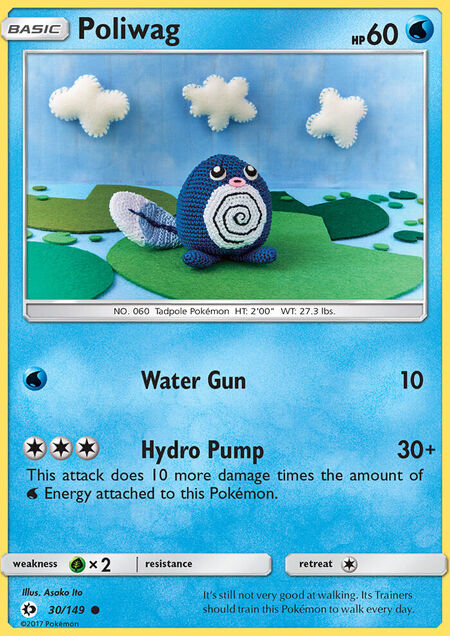 BASIC Poliwag HP60
NO. 060 Tadpole Pokémon HT: 2'00" WT: 27.3 lbs.
Water Gun 10
Hydro Pump 30+
This attack does 10 more damage times the amount of
Energy attached to this Pokémon.
weakness ×2 resistance retreat
Illus. Asako Ito
30/149
©2017 Pokémon
It's still not very good at walking. Its Trainers
should train this Pokémon to walk every day.